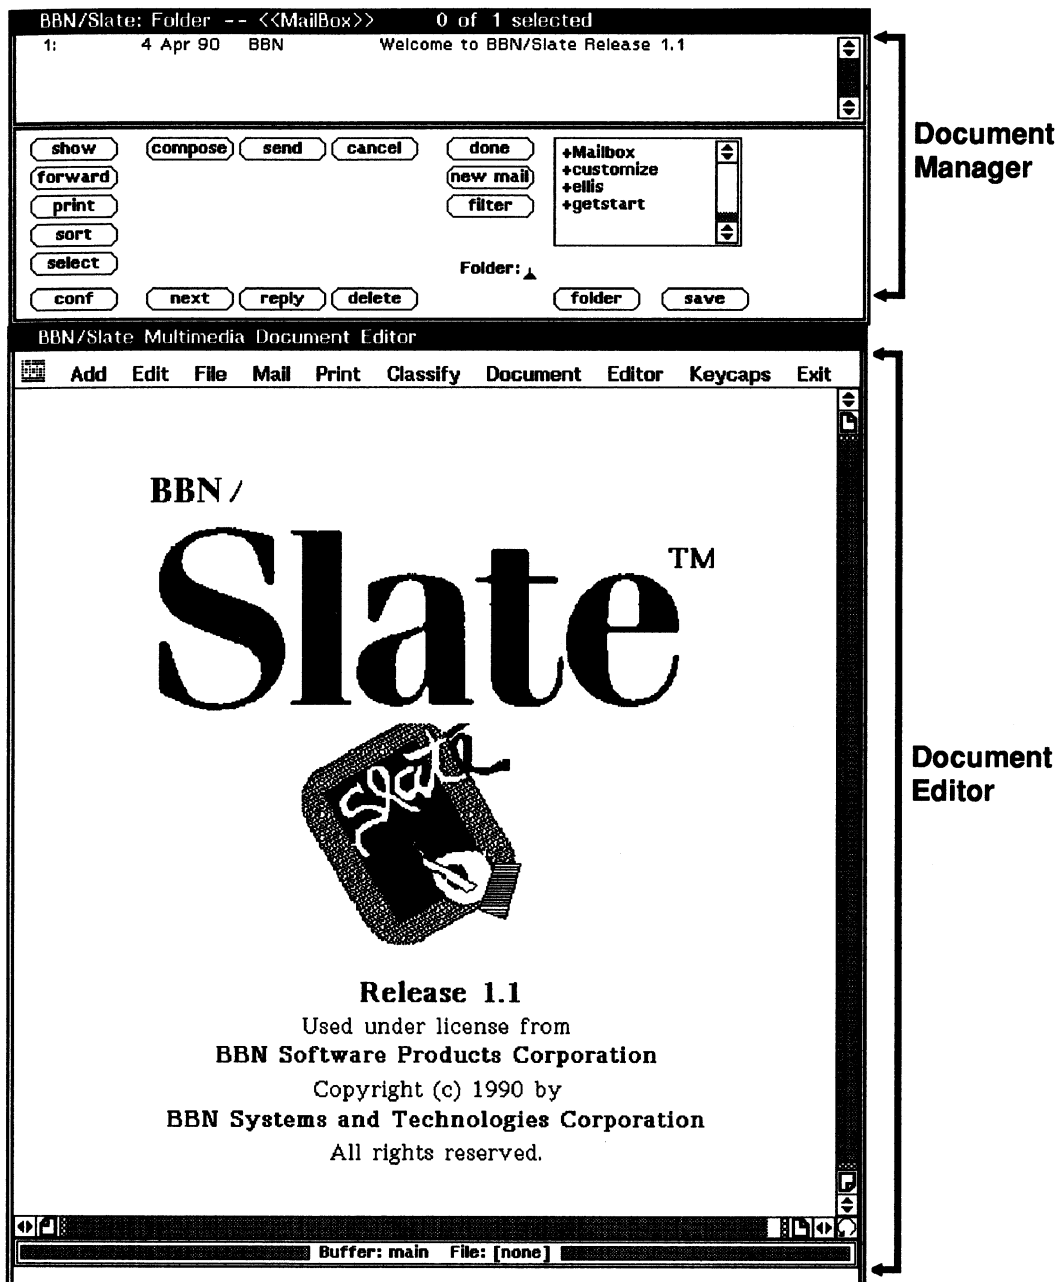 BBN/Slate: Folder -- <<MailBox>> 0 of 1 selected
1: 4 Apr 90 BBN Welcome to BBN/Slate Release 1.1
Document
Manager
show compose send cancel done
forward new mail
print filter
sort
select
+Mailbox
+customize
+ellis
+getstart
Folder:
conf next reply delete folder save
BBN/Slate Multimedia Document Editor
Add Edit File Mail Print Classify Document Editor Keycaps Exit
BBN/
Slate™
slate
Document
Editor
Release 1.1
Used under license from
BBN Software Products Corporation
Copyright (c) 1990 by
BBN Systems and Technologies Corporation
All rights reserved.
Buffer: main File: [none]